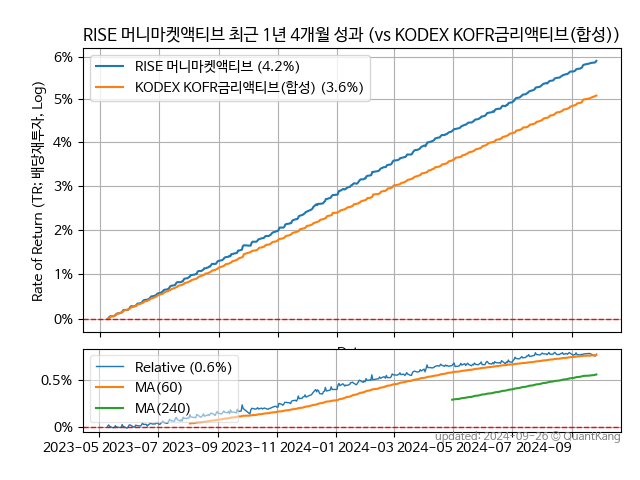 RISE 머니마켓액티브 최근 1년 4개월 성과 (vs KODEX KOFR금리액티브(합성))
6%
5%
4%
3%
2%
1%
0%
Rate of Return (TR; 배당재투자, Log)
RISE 머니마켓액티브 (4.2%)
KODEX KOFR금리액티브(합성) (3.6%)
0.5%
0%
Relative (0.6%)
MA(60)
MA(240)
2023-05 2023-07 2023-09 2023-11 2024-01 2024-03 2024-05 2024-07 2024-09
updated: 2024-09-26 © QuantKang